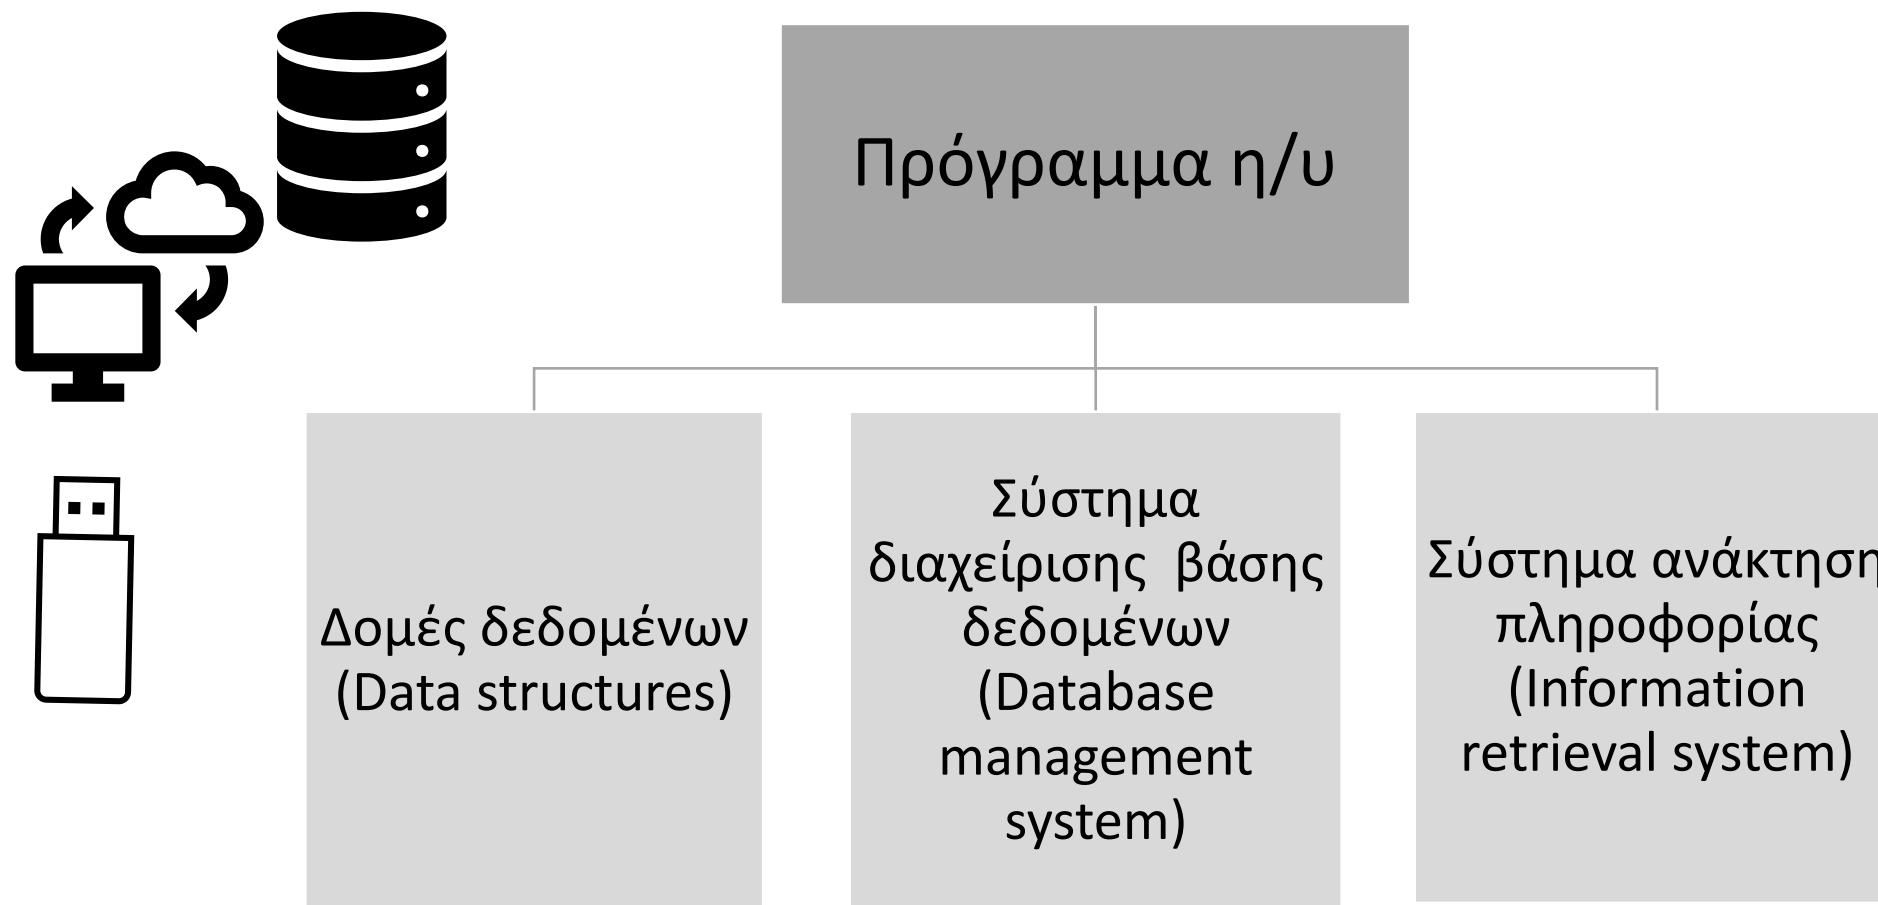 Πρόγραμμα η/υ
Δομές δεδομένων
(Data structures)
Σύστημα
διαχείρισης βάσης
δεδομένων
(Database
management
system)
Σύστημα ανάκτηση
πληροφορίας
(Information
retrieval system)